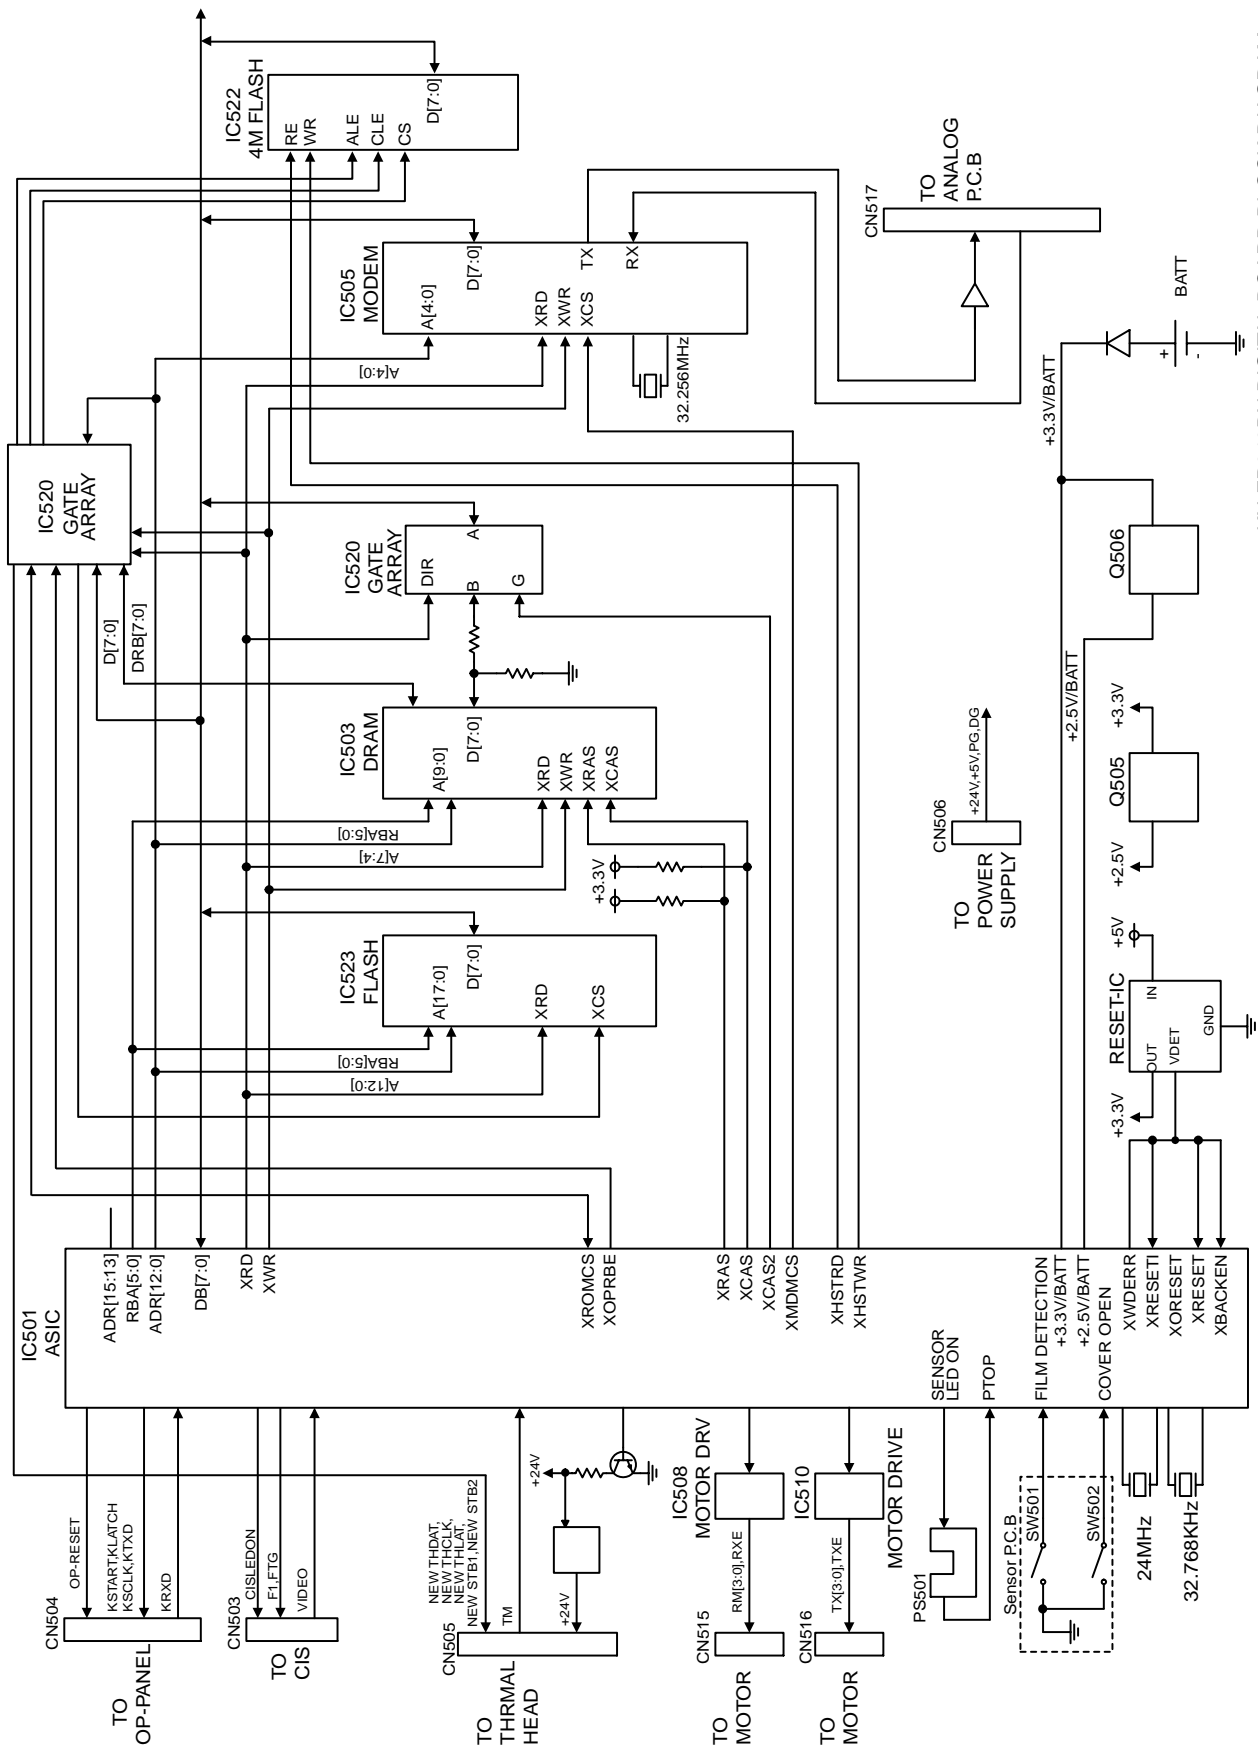 IC522
4M FLASH
RE
WR
ALE
CLE
CS
D[7:0]
IC505
MODEM
A[4:0]
D[7:0]
XRD
XWR
XCS
TX
RX
A[4:0]
32.256MHz
CN517
TO
ANALOG
P.C.B
+3.3V/BATT
+
-
BATT
IC520
GATE
ARRAY
D[7:0]
DRB[7:0]
IC520
GATE
ARRAY
DIR
B
A
G
IC503
DRAM
A[9:0]
D[7:0]
XRD
XWR
XRAS
XCAS
RBA[5:0]
A[7:4]
+3.3V
IC523
FLASH
A[17:0]
D[7:0]
XRD
XCS
RBA[5:0]
A[12:0]
Q506
+2.5V/BATT
Q505
+3.3V
+2.5V
CN506
+24V,+5V,PG,DG
TO
POWER
SUPPLY
RESET-IC
+5V
IN
OUT
VDET
GND
+3.3V
IC501
ASIC
ADR[15:13]
RBA[5:0]
ADR[12:0]
DB[7:0]
XRD
XWR
XROMCS
XOPRBE
XRAS
XCAS
XCAS2
XMDMCS
XHSTRD
XHSTWR
SENSOR
LED ON
PTOP
FILM DETECTION
+3.3V/BATT
+2.5V/BATT
COVER OPEN
XWDERR
XRESETI
XORESET
XRESET
XBACKEN
OP-RESET
KSTART,KLATCH
KSCLK,KTXD
KRXD
CN504
TO
OP-PANEL
CISLEDON
F1,FTG
VIDEO
CN503
TO
CIS
NEW THDAT,
NEW THCLK,
NEW THLAT,
NEW STB1,NEW STB2
TM
+24V
+24V
CN505
TO
THRMAL
HEAD
IC508
MOTOR DRV
RM[3:0],RXE
CN515
TO
MOTOR
IC510
MOTOR DRIVE
TX[3:0],TXE
CN516
TO
MOTOR
PS501
Sensor P.C.B
SW501
SW502
24MHz
32.768KHz